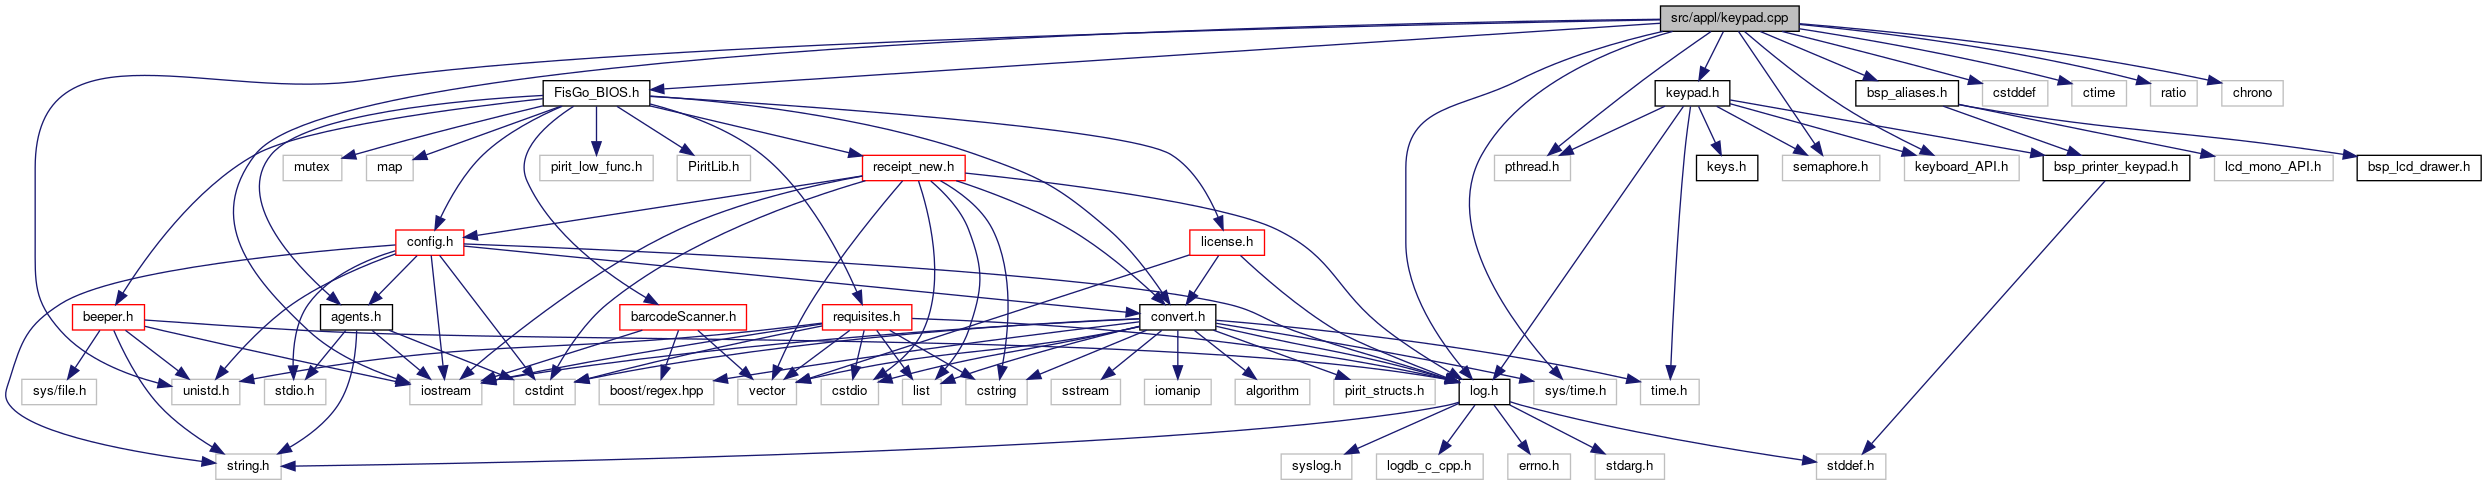 src/appl/keypad.cpp
FisGo_BIOS.h
keypad.h
bsp_aliases.h
cstddef
ctime
ratio
chrono
mutex
map
pirit_low_func.h
PiritLib.h
receipt_new.h
pthread.h
keys.h
semaphore.h
keyboard_API.h
bsp_printer_keypad.h
lcd_mono_API.h
bsp_lcd_drawer.h
config.h
license.h
beeper.h
agents.h
barcodeScanner.h
requisites.h
convert.h
sys/file.h
unistd.h
stdio.h
iostream
cstdint
boost/regex.hpp
vector
cstdio
list
cstring
sstream
iomanip
algorithm
pirit_structs.h
log.h
sys/time.h
time.h
string.h
syslog.h
logdb_c_cpp.h
errno.h
stdarg.h
stddef.h